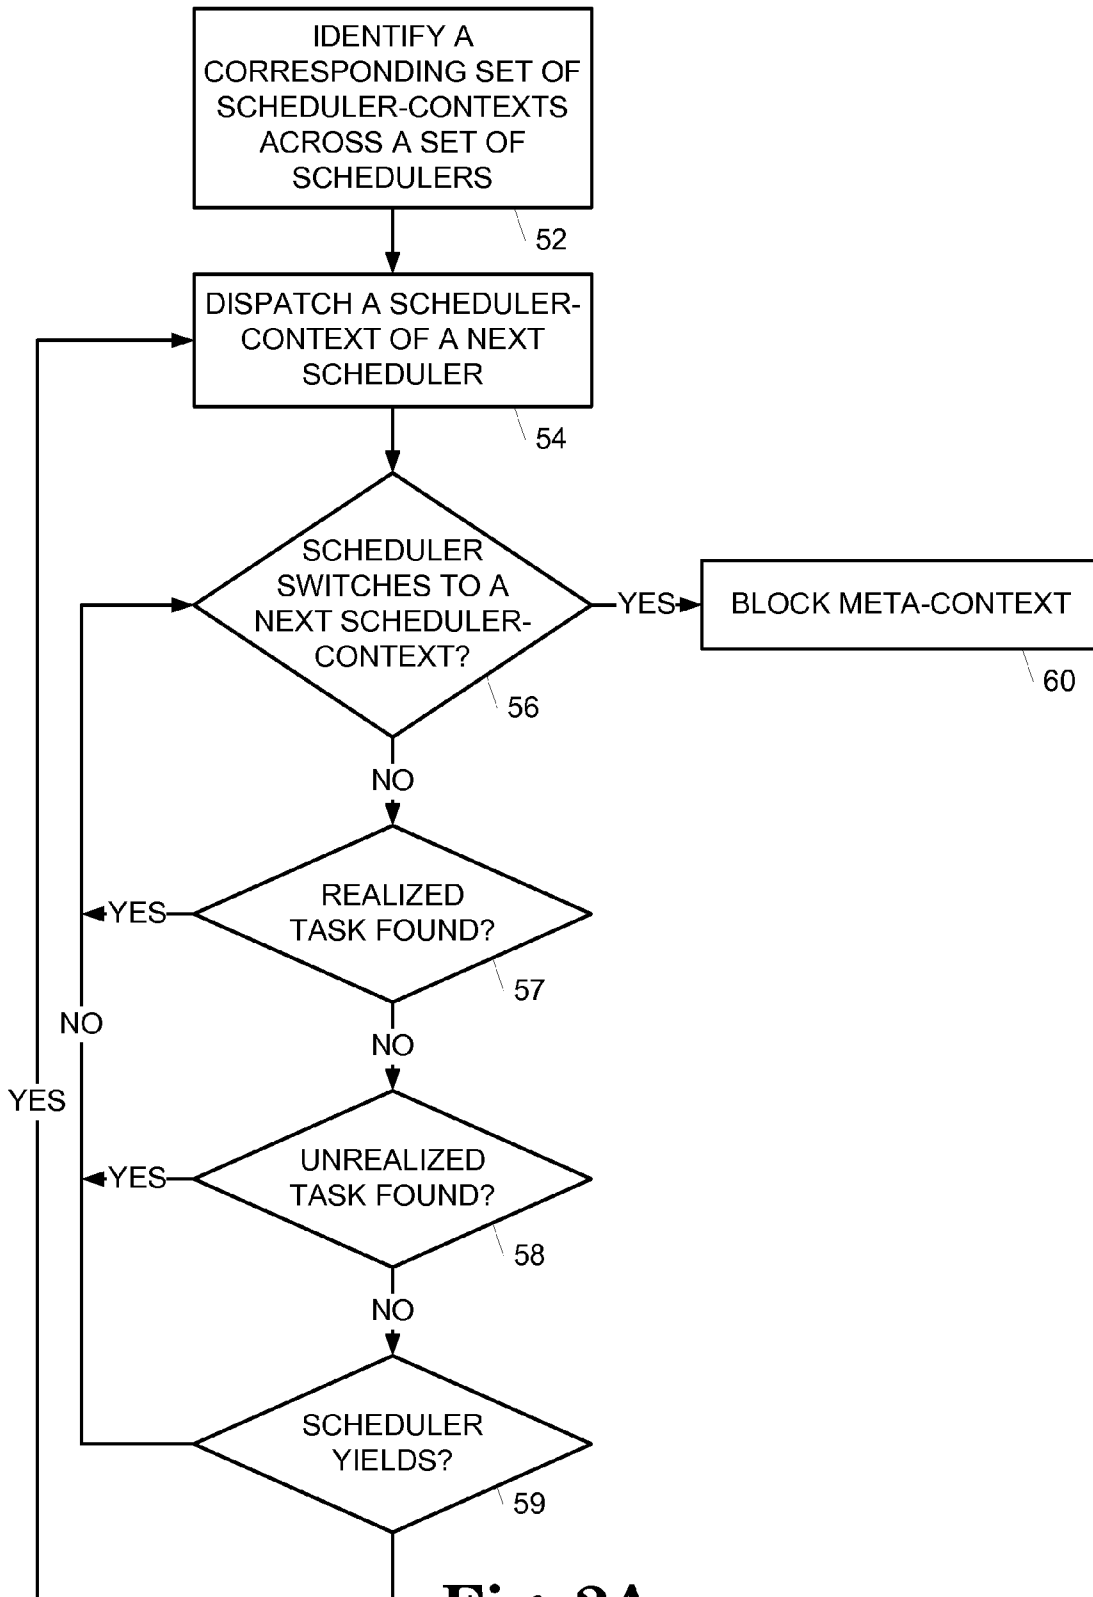 IDENTIFY A
CORRESPONDING SET OF
SCHEDULER-CONTEXTS
ACROSS A SET OF
SCHEDULERS
52
DISPATCH A SCHEDULER-
CONTEXT OF A NEXT
SCHEDULER
54
SCHEDULER
SWITCHES TO A
NEXT SCHEDULER-
CONTEXT?
56
YES
BLOCK META-CONTEXT
60
NO
REALIZED
TASK FOUND?
57
YES
NO
NO
YES
UNREALIZED
TASK FOUND?
58
YES
NO
SCHEDULER
YIELDS?
59